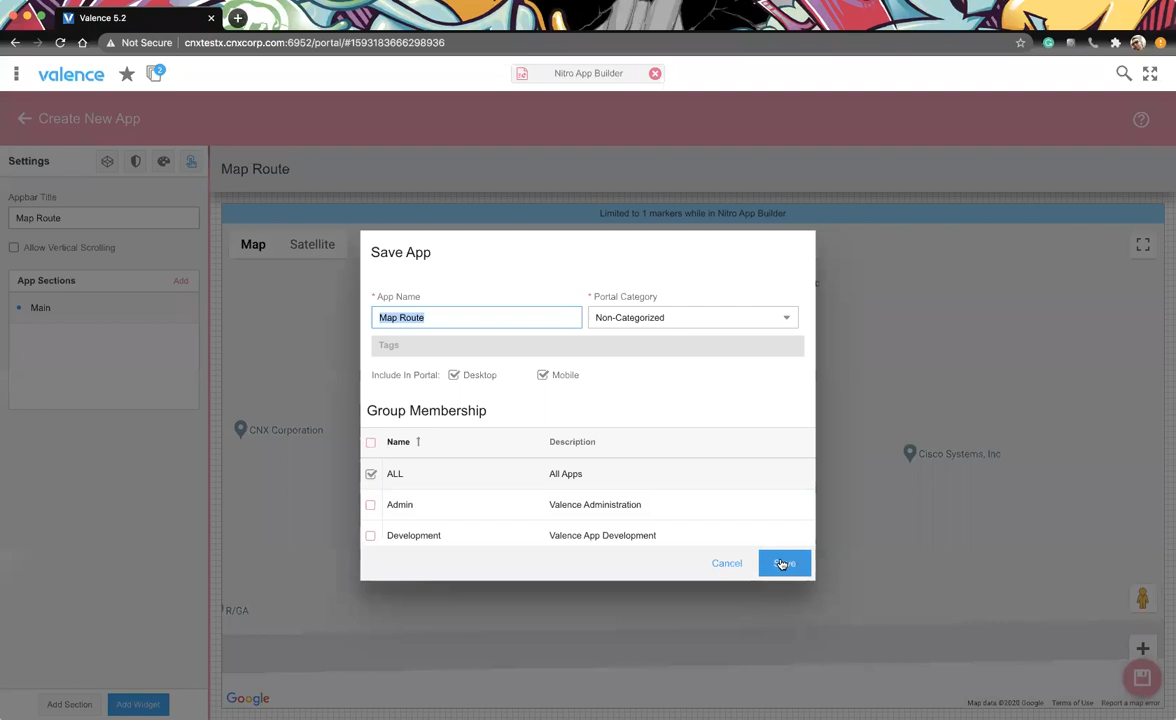 Valence 5.2
Not Secure cnxtestx.cnxcorp.com:6952/portal/#1593183666298936
valence
2
Nitro App Builder
Create New App
Settings
Map Route
Appbar Title
Map Route
Limited to 1 markers while in Nitro App Builder
Allow Vertical Scrolling
Map Satellite
App Sections Add
Main
Save App
* App Name
* Portal Category
Map Route
Non-Categorized
Tags
Include In Portal: Desktop Mobile
Group Membership
Name Description
ALL All Apps
Admin Valence Administration
Development Valence App Development
Cancel
CNX Corporation
Cisco Systems, Inc
R/GA
Google
Map data ©2020 Google Terms of Use Report a map error
Add Section Add Widget